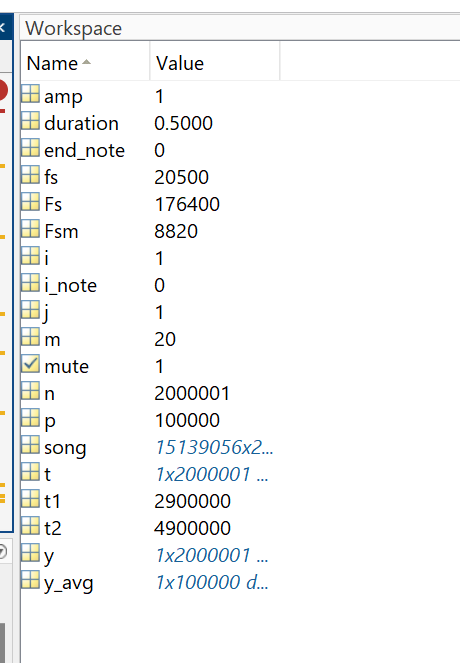 Workspace
Name Value
amp 1
duration 0.5000
end_note 0
fs 20500
Fs 176400
Fsm 8820
i 1
i_note 0
j 1
m 20
mute 1
n 2000001
p 100000
song 15139056x2...
t 1x2000001 ...
t1 2900000
t2 4900000
y 1x2000001 ...
y_avg 1x100000 d...